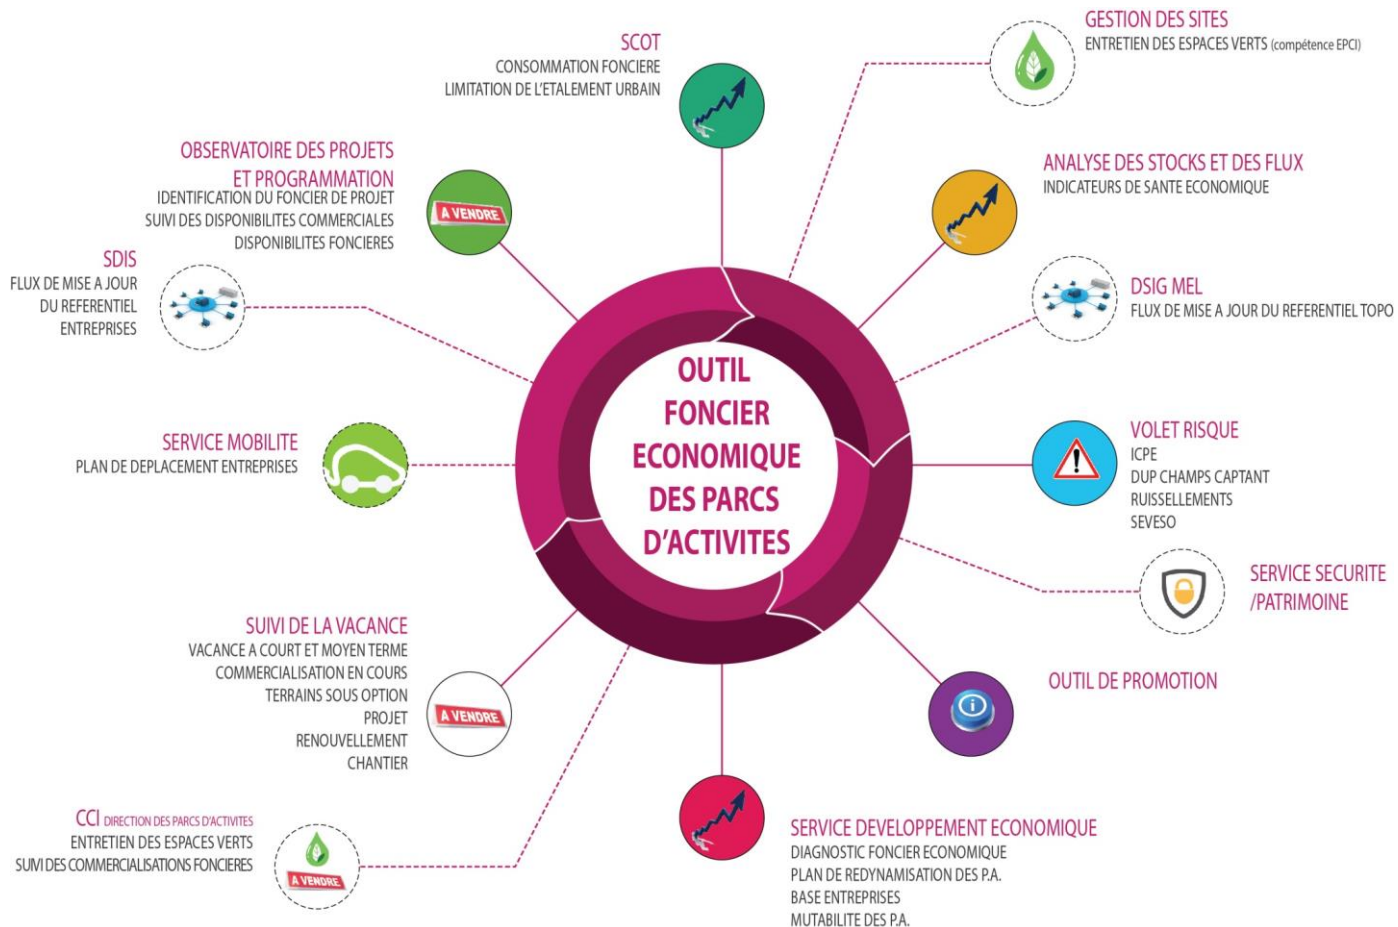 GESTION DES SITES
ENTRETIEN DES ESPACES VERTS (compétence EPCI)
SCOT
CONSOMMATION FONCIERE
LIMITATION DE L'ETALEMENT URBAIN
OBSERVATOIRE DES PROJETS
ET PROGRAMMATION
IDENTIFICATION DU FONCIER DE PROJET
SUIVI DES DISPONIBILITES COMMERCIALES
DISPONIBILITES FONCIERES
A VENDRE
ANALYSE DES STOCKS ET DES FLUX
INDICATEURS DE SANTE ECONOMIQUE
SDIS
FLUX DE MISE A JOUR
DU REFERENTIEL
ENTREPRISES
DSIG MEL
FLUX DE MISE A JOUR DU REFERENTIEL TOPO
OUTIL
FONCIER
ECONOMIQUE
DES PARCS
D'ACTIVITES
SERVICE MOBILITE
PLAN DE DEPLACEMENT ENTREPRISES
VOLET RISQUE
ICPE
DUP CHAMPS CAPTANT
RUISSELLEMENTS
SEVESO
SERVICE SECURITE
/PATRIMOINE
SUIVI DE LA VACANCE
VACANCE A COURT ET MOYEN TERME
COMMERCIALISATION EN COURS
TERRAINS SOUS OPTION
PROJET
RENOUVELLEMENT
CHANTIER
A VENDRE
OUTIL DE PROMOTION
CCI DIRECTION DES PARCS D'ACTIVITES
ENTRETIEN DES ESPACES VERTS
SUIVI DES COMMERCIALISATIONS FONCIERES
A VENDRE
SERVICE DEVELOPPEMENT ECONOMIQUE
DIAGNOSTIC FONCIER ECONOMIQUE
PLAN DE REDYNAMISATION DES P.A.
BASE ENTREPRISES
MUTABILITE DES P.A.